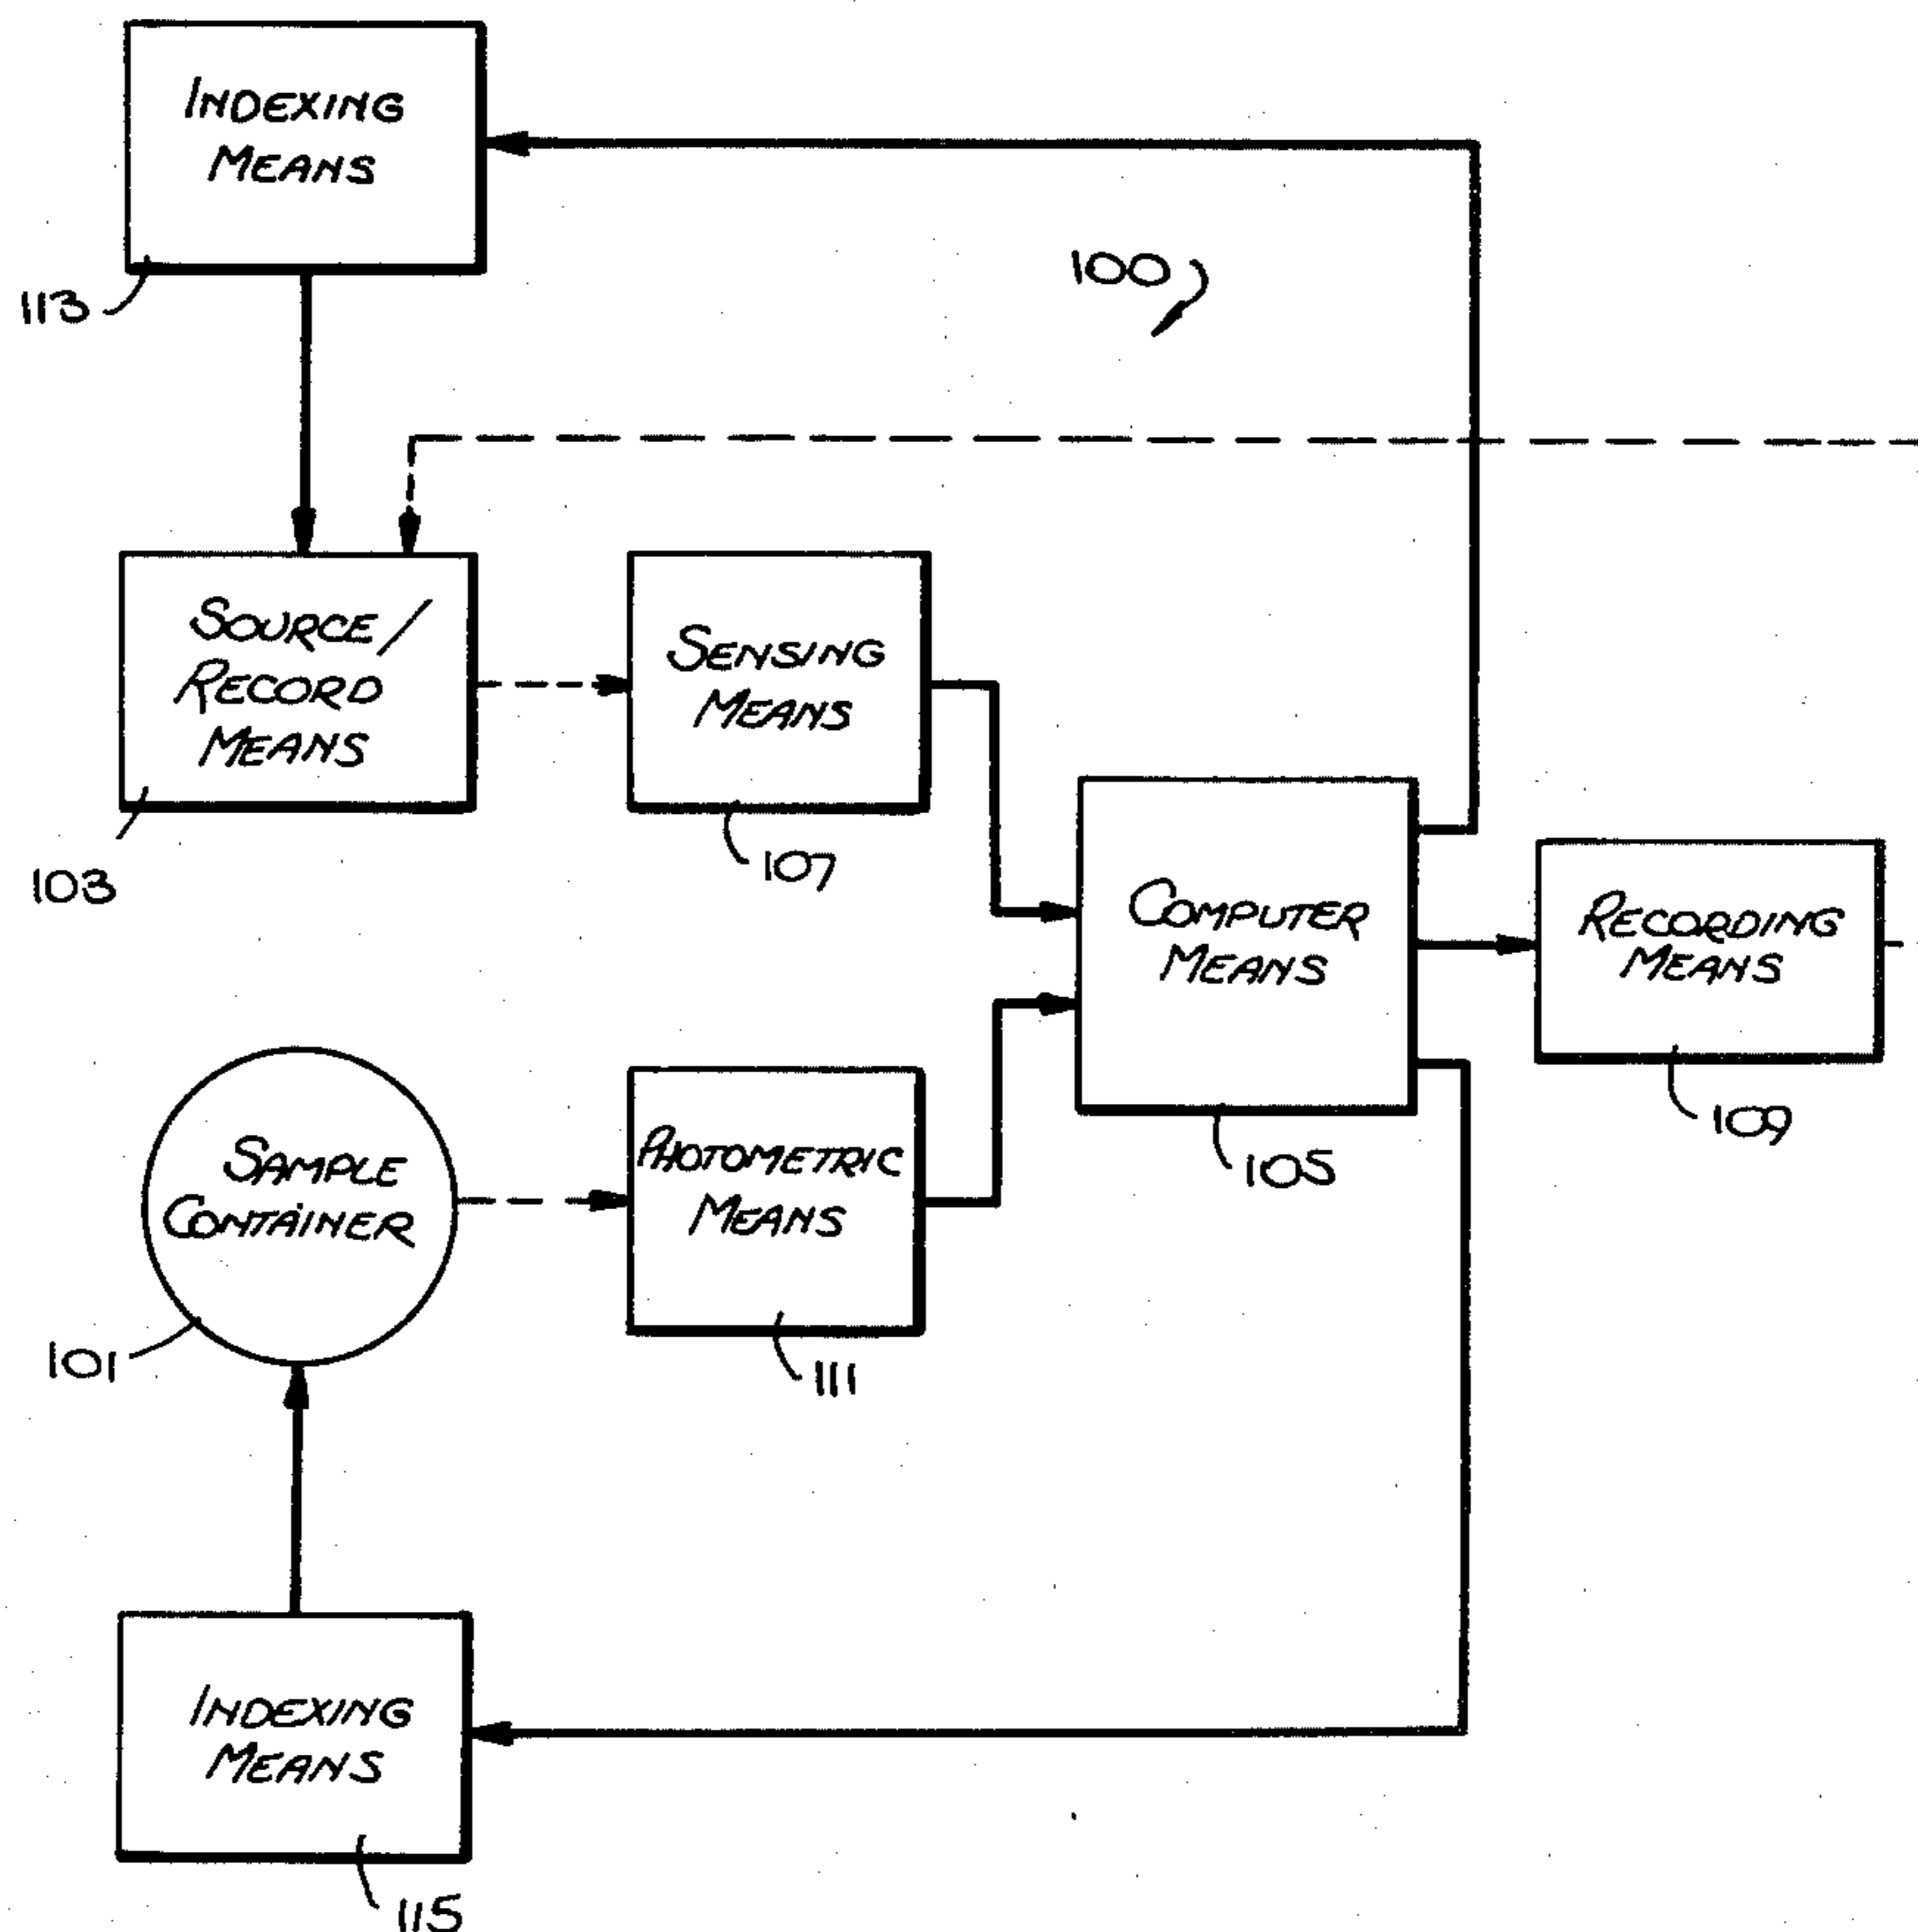 INDEXING
MEANS
113
100
SOURCE/
RECORD
MEANS
103
SENSING
MEANS
107
COMPUTER
MEANS
105
RECORDING
MEANS
109
SAMPLE
CONTAINER
101
PHOTOMETRIC
MEANS
111
INDEXING
MEANS
115